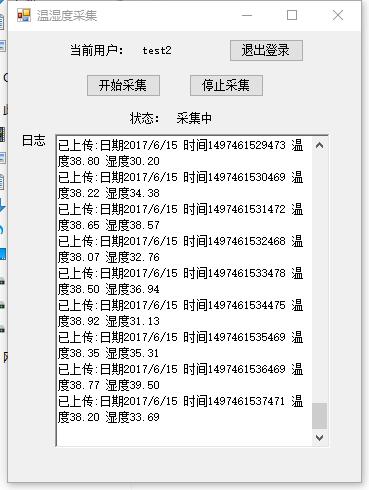 温湿度采集
当前用户： test2
退出登录
开始采集
停止采集
状态： 采集中
日志
已上传:日期2017/6/15 时间1497461529473 温
度38.80 湿度30.20
已上传:日期2017/6/15 时间1497461530469 温
度38.22 湿度34.38
已上传:日期2017/6/15 时间1497461531472 温
度38.65 湿度38.57
已上传:日期2017/6/15 时间1497461532468 温
度38.07 湿度32.76
已上传:日期2017/6/15 时间1497461533478 温
度38.50 湿度36.94
已上传:日期2017/6/15 时间1497461534475 温
度38.92 湿度31.13
已上传:日期2017/6/15 时间1497461535469 温
度38.35 湿度35.31
已上传:日期2017/6/15 时间1497461536469 温
度38.77 湿度39.50
已上传:日期2017/6/15 时间1497461537471 温
度38.20 湿度33.69